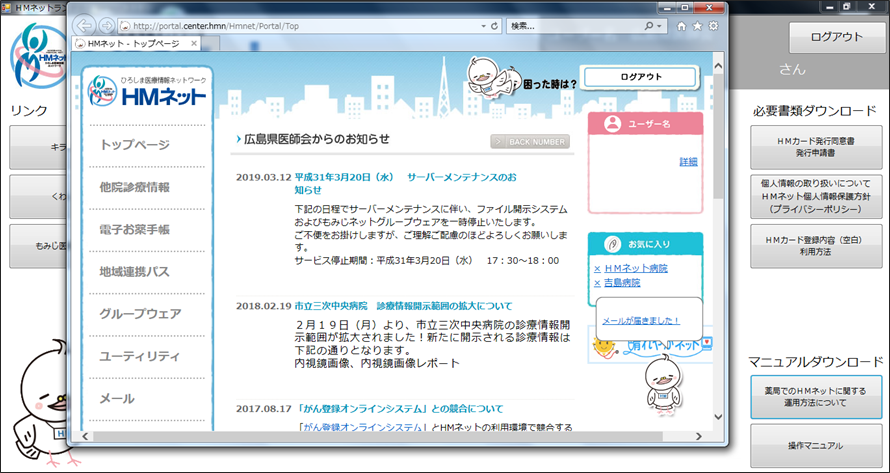 HMネットラン
ログアウト
さん
リンク
キラ
くわ
もみじ医
http://portal.center.hmn/Hmnet/Portal/Top
検索...
HMネット - トップページ
ひろしま医療情報ネットワーク
HMネット
困った時は?
ログアウト
トップページ
他院診療情報
電子お薬手帳
地域連携パス
グループウェア
ユーティリティ
メール
広島県医師会からのお知らせ
BACK NUMBER
2019.03.12 平成31年3月20日(水) サーバーメンテナンスのお
知らせ
下記の日程でサーバーメンテナンスに伴い、ファイル開示システム
およびもみじネットグループウェアを一時停止いたします。
ご不便をお掛けしますが、ご理解ご配慮のほどよろしくお願いしま
す。
サービス停止期間:平成31年3月20日(水) 17:30~18:00
2018.02.19 市立三次中央病院 診療情報開示範囲の拡大について
2月19日(月)より、市立三次中央病院の診療情報開
示範囲が拡大されました!新たに開示される診療情報は
下記の通りとなります。
内視鏡画像、内視鏡画像レポート
2017.08.17 「がん登録オンラインシステム」との競合について
「がん登録オンラインシステム」とHMネットの利用環境で競合する
ユーザー名
詳細
お気に入り
× HMネット病院
× 吉島病院
メールが届きました!
晴れやかネット
必要書類ダウンロード
HMカード発行同意書
発行申請書
個人情報の取り扱いについて
HMネット個人情報保護方針
(プライバシーポリシー)
HMカード登録内容(空白)
利用方法
マニュアルダウンロード
薬局でのHMネットに関する
運用方法について
操作マニュアル